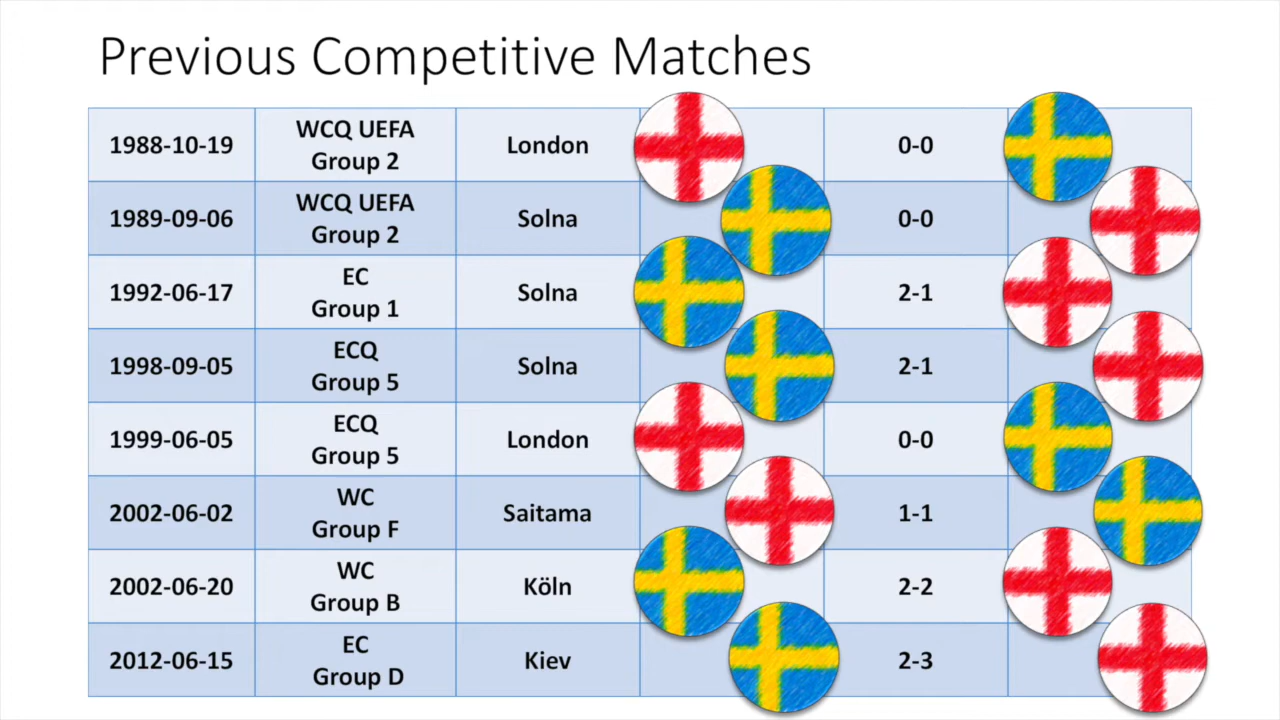 Previous Competitive Matches
1988-10-19 WCQ UEFA Group 2 London 0-0
1989-09-06 WCQ UEFA Group 2 Solna 0-0
1992-06-17 EC Group 1 Solna 2-1
1998-09-05 ECQ Group 5 Solna 2-1
1999-06-05 ECQ Group 5 London 0-0
2002-06-02 WC Group F Saitama 1-1
2002-06-20 WC Group B Köln 2-2
2012-06-15 EC Group D Kiev 2-3